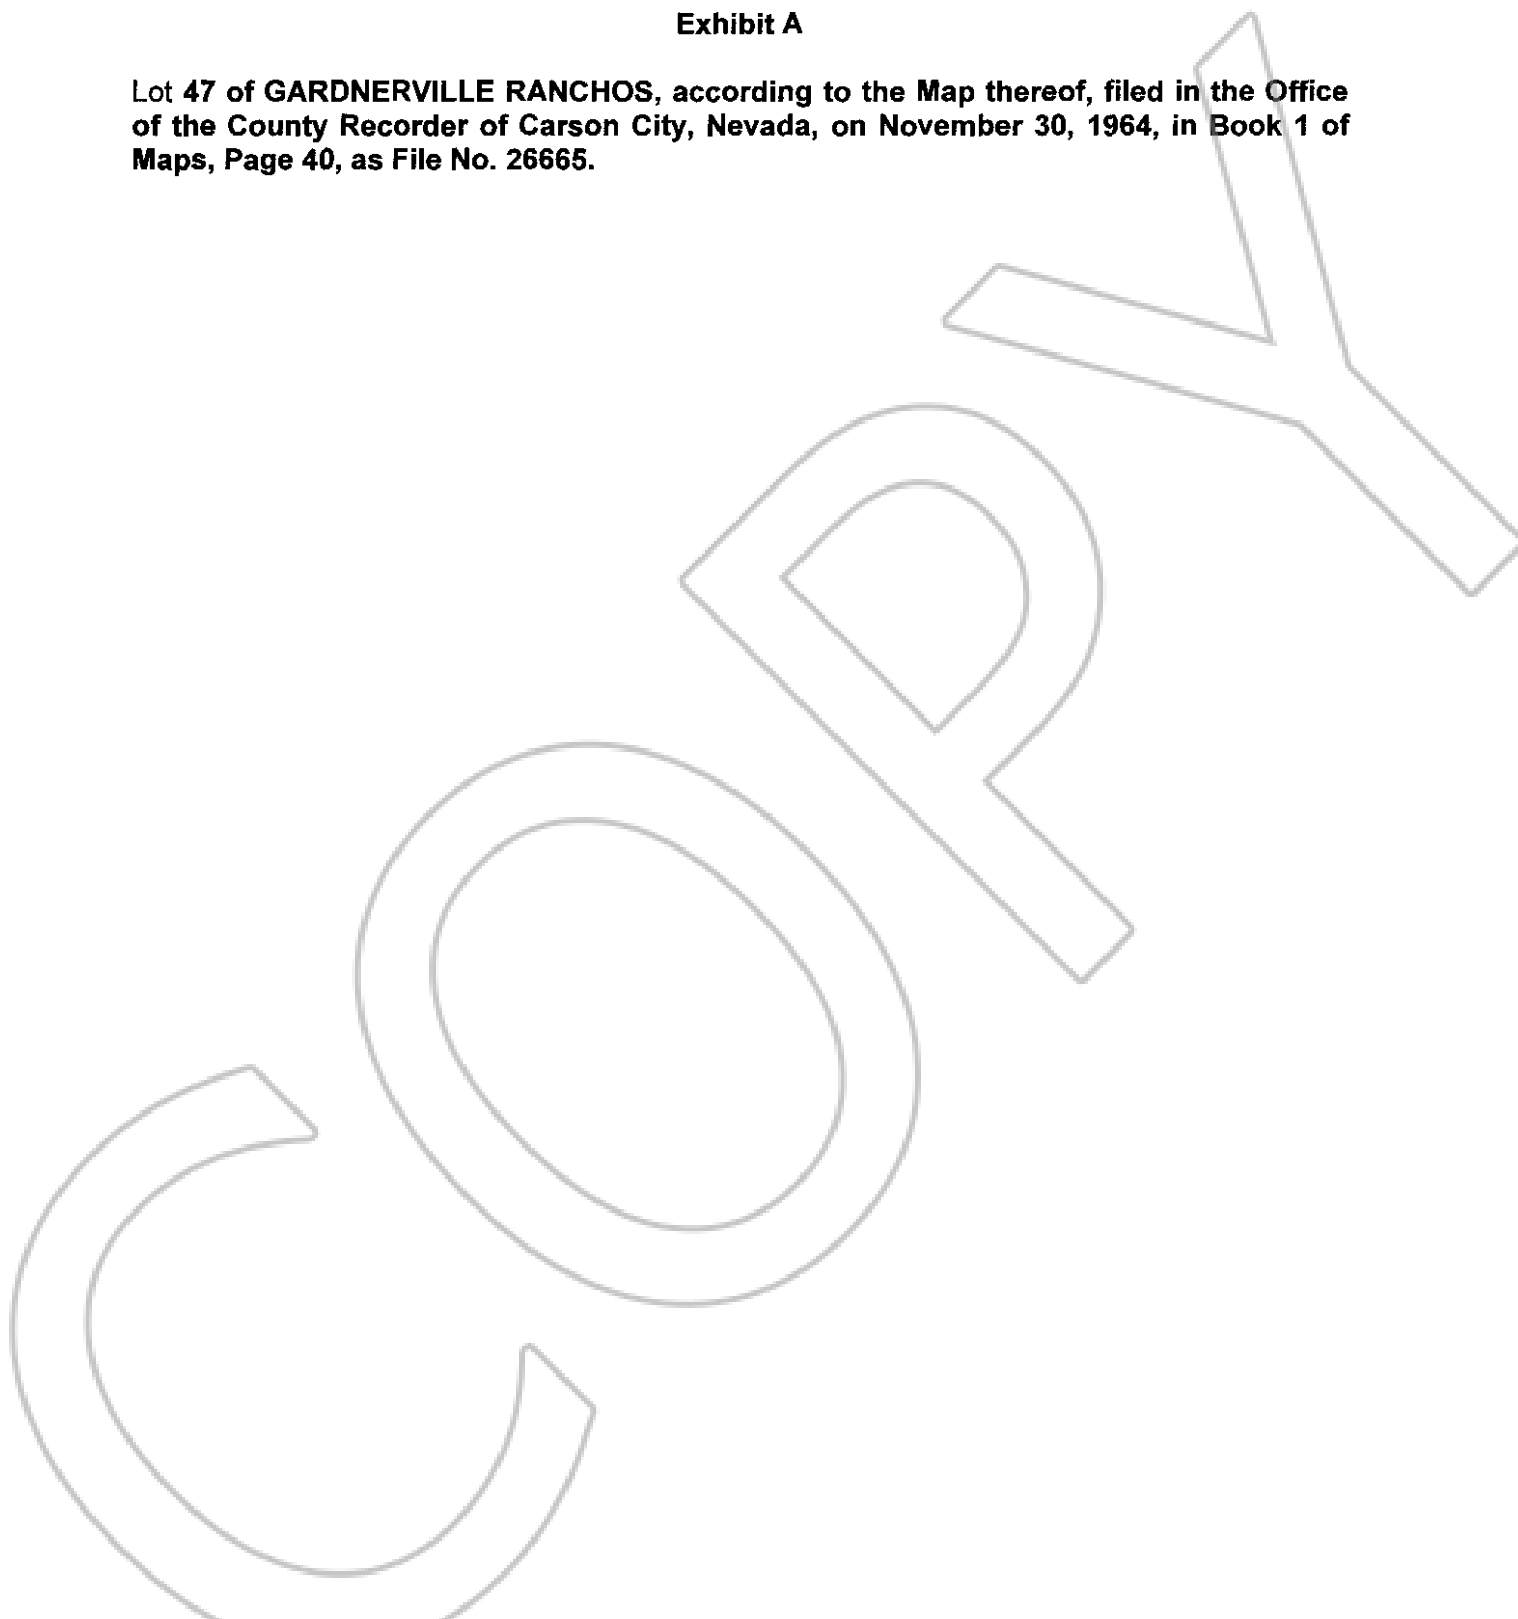 Exhibit A
Lot 47 of GARDNERVILLE RANCHOS, according to the Map thereof, filed in the Office
of the County Recorder of Carson City, Nevada, on November 30, 1964, in Book 1 of
Maps, Page 40, as File No. 26665.
COPY